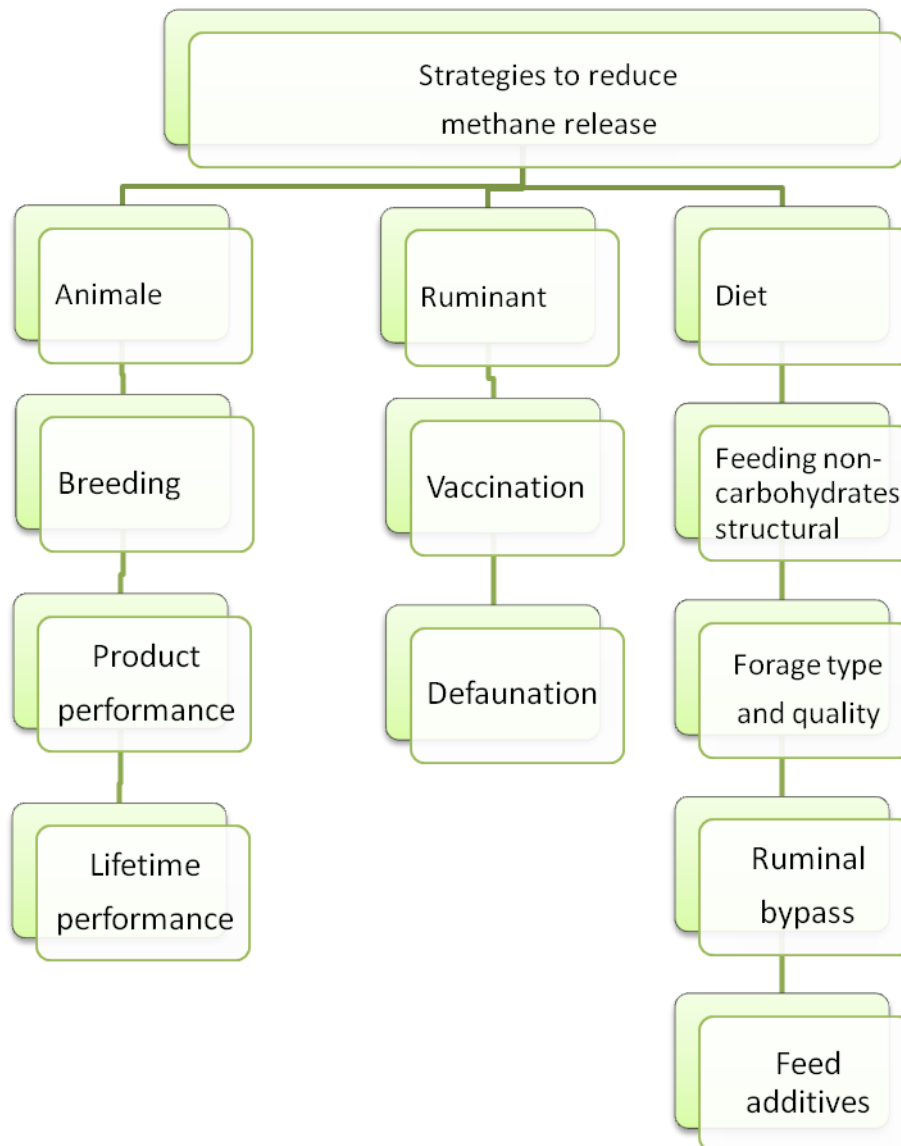 Strategies to reduce
methane release
Animale
Ruminant
Diet
Breeding
Vaccination
Feeding non-
carbohydrates
structural
Product
performance
Defaunation
Forage type
and quality
Lifetime
performance
Ruminal
bypass
Feed
additives